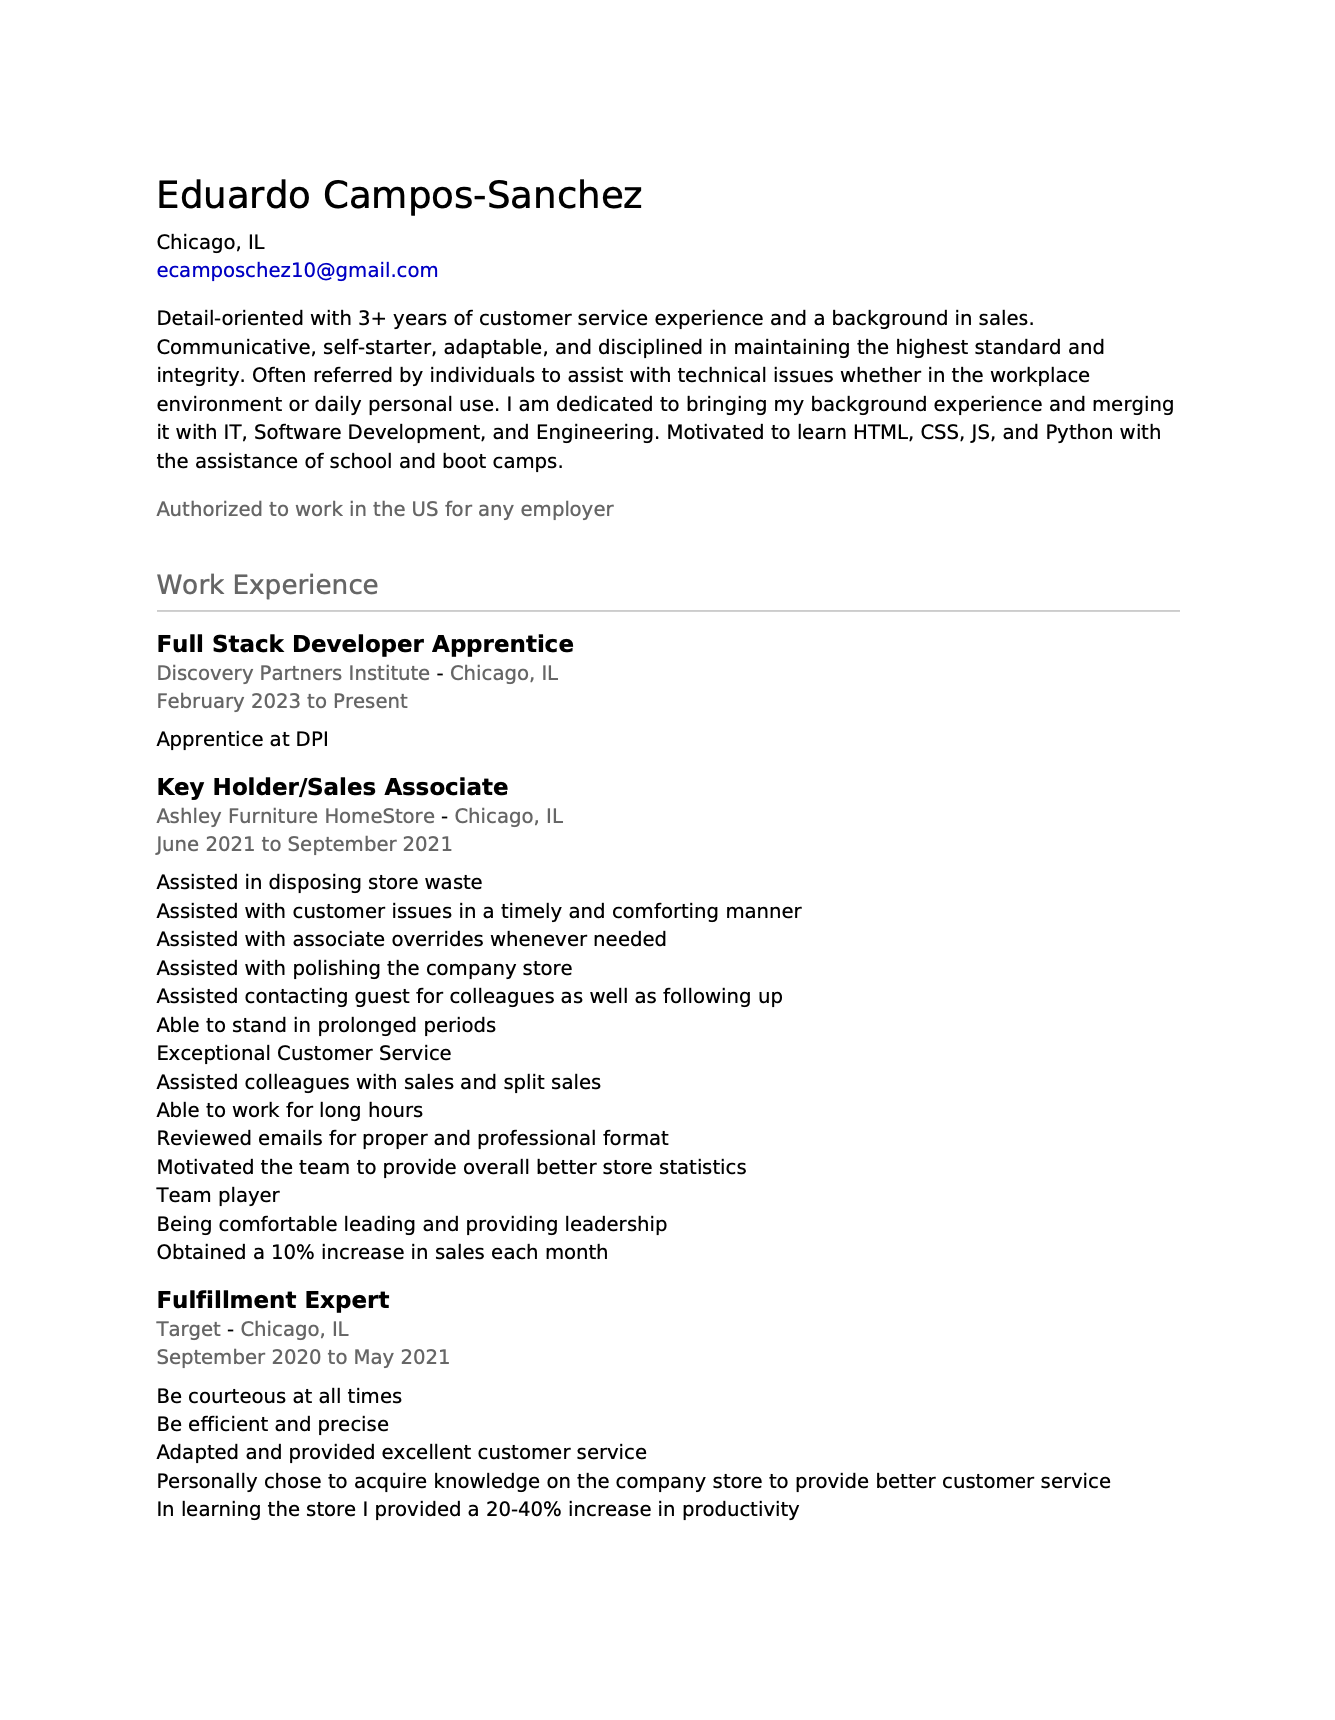 Eduardo Campos-Sanchez
Chicago, IL
ecamposchez10@gmail.com
Detail-oriented with 3+ years of customer service experience and a background in sales.
Communicative, self-starter, adaptable, and disciplined in maintaining the highest standard and
integrity. Often referred by individuals to assist with technical issues whether in the workplace
environment or daily personal use. I am dedicated to bringing my background experience and merging
it with IT, Software Development, and Engineering. Motivated to learn HTML, CSS, JS, and Python with
the assistance of school and boot camps.
Authorized to work in the US for any employer
Work Experience
Full Stack Developer Apprentice
Discovery Partners Institute - Chicago, IL
February 2023 to Present
Apprentice at DPI
Key Holder/Sales Associate
Ashley Furniture HomeStore - Chicago, IL
June 2021 to September 2021
Assisted in disposing store waste
Assisted with customer issues in a timely and comforting manner
Assisted with associate overrides whenever needed
Assisted with polishing the company store
Assisted contacting guest for colleagues as well as following up
Able to stand in prolonged periods
Exceptional Customer Service
Assisted colleagues with sales and split sales
Able to work for long hours
Reviewed emails for proper and professional format
Motivated the team to provide overall better store statistics
Team player
Being comfortable leading and providing leadership
Obtained a 10% increase in sales each month
Fulfillment Expert
Target - Chicago, IL
September 2020 to May 2021
Be courteous at all times
Be efficient and precise
Adapted and provided excellent customer service
Personally chose to acquire knowledge on the company store to provide better customer service
In learning the store I provided a 20-40% increase in productivity